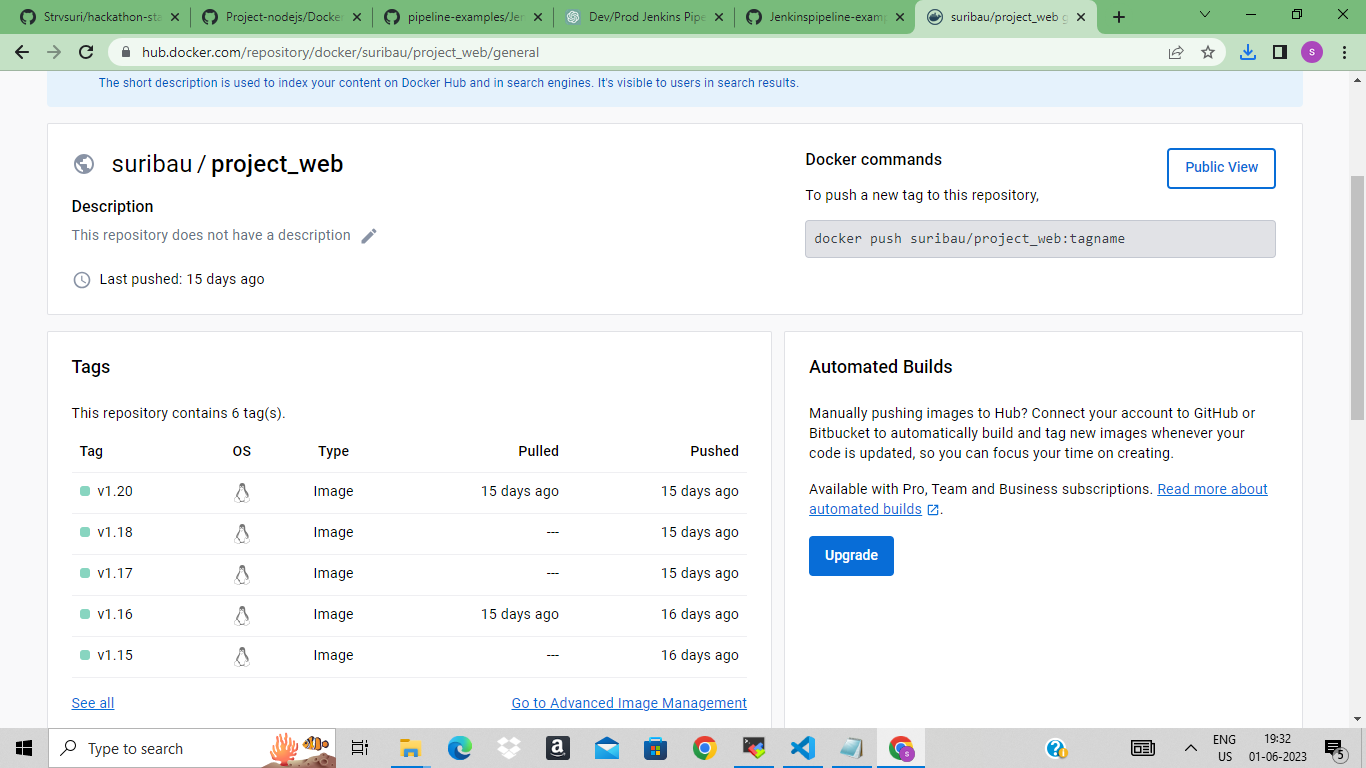 Strvsuri/hackathon-sta
Project-nodejs/Docker
pipeline-examples/Jen
Dev/Prod Jenkins Pipe
Jenkinspipeline-examp
suribau/project_web g
hub.docker.com/repository/docker/suribau/project_web/general
S
The short description is used to index your content on Docker Hub and in search engines. It's visible to users in search results.
suribau / project_web
Description
This repository does not have a description
Last pushed: 15 days ago
Docker commands
Public View
To push a new tag to this repository,
docker push suribau/project_web:tagname
Tags
This repository contains 6 tag(s).
Tag OS Type Pulled Pushed
v1.20 Image 15 days ago 15 days ago
v1.18 Image --- 15 days ago
v1.17 Image --- 15 days ago
v1.16 Image 15 days ago 16 days ago
v1.15 Image --- 16 days ago
See all
Go to Advanced Image Management
Automated Builds
Manually pushing images to Hub? Connect your account to GitHub or
Bitbucket to automatically build and tag new images whenever your
code is updated, so you can focus your time on creating.
Available with Pro, Team and Business subscriptions. Read more about
automated builds .
Upgrade
Type to search
ENG
US
19:32
01-06-2023
5